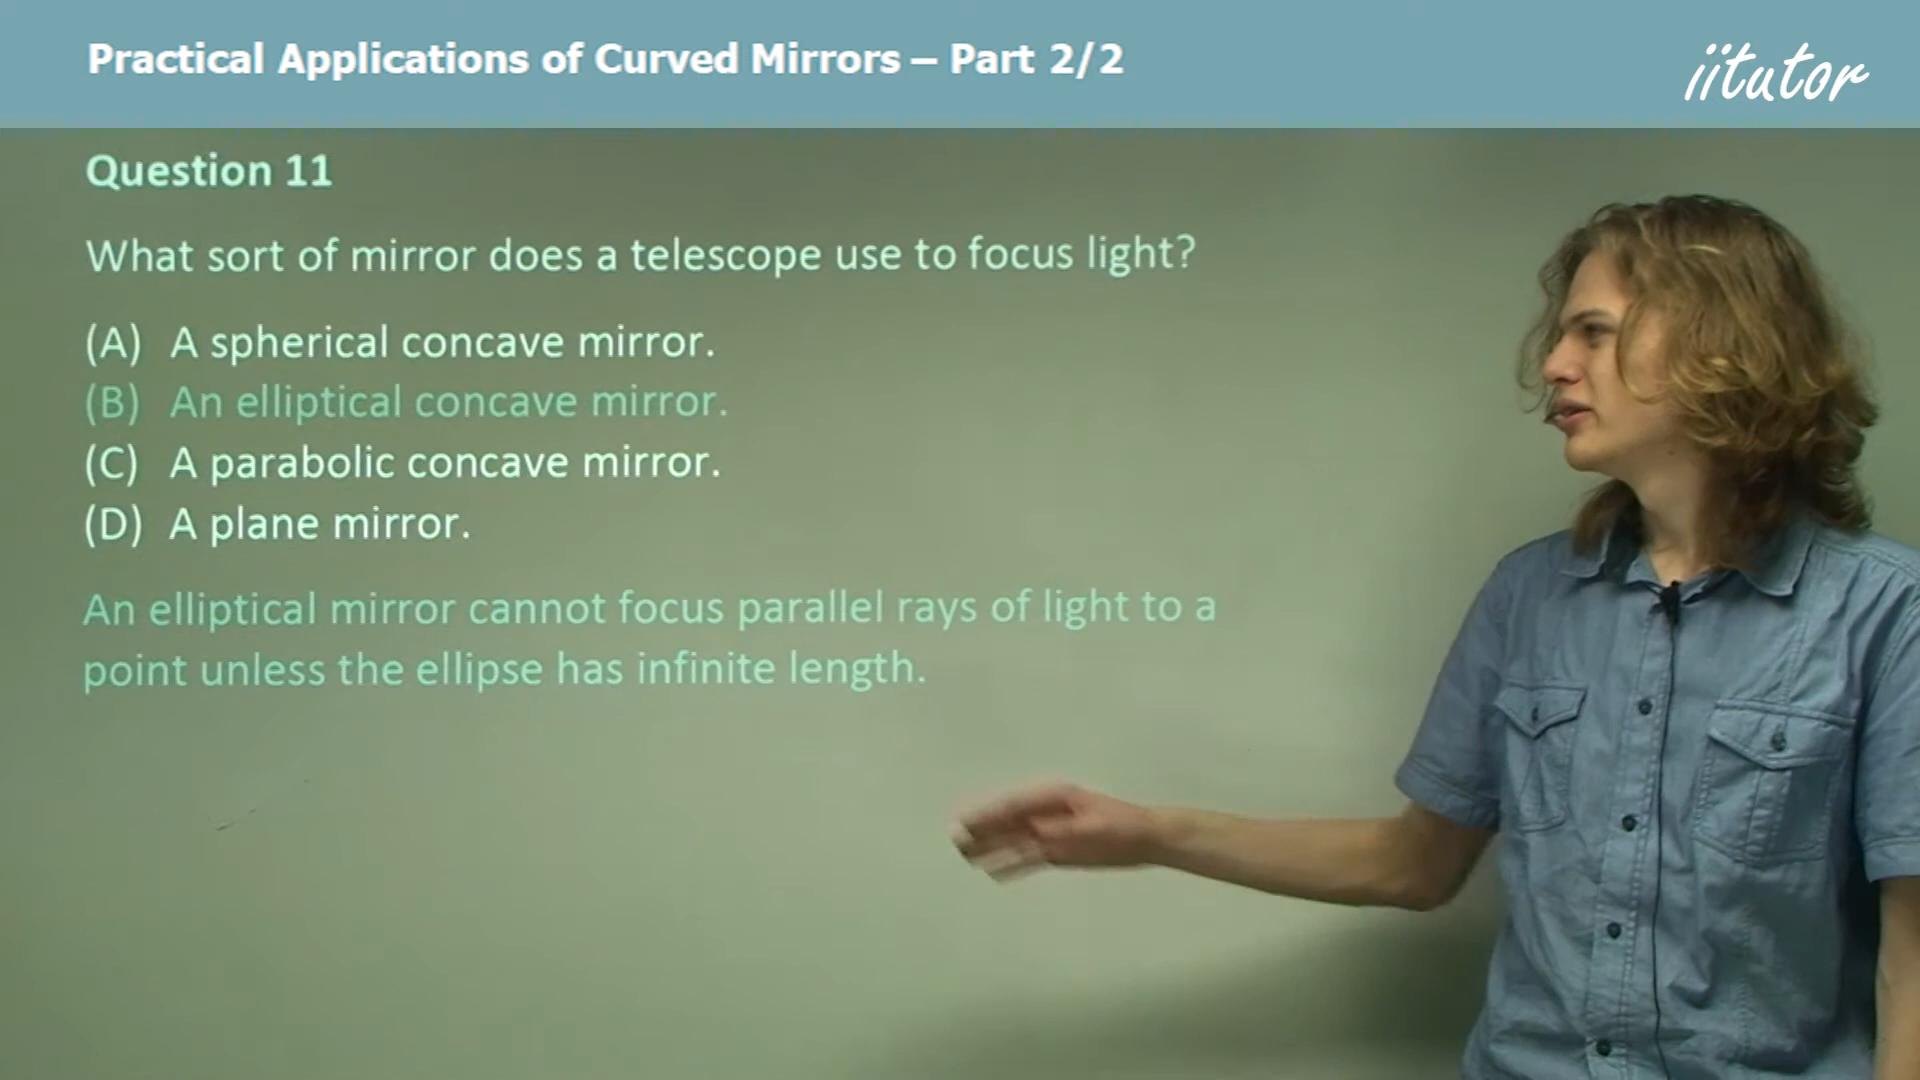 Practical Applications of Curved Mirrors – Part 2/2
iitutor
Question 11
What sort of mirror does a telescope use to focus light?
(A) A spherical concave mirror.
(B) An elliptical concave mirror.
(C) A parabolic concave mirror.
(D) A plane mirror.
An elliptical mirror cannot focus parallel rays of light to a
point unless the ellipse has infinite length.